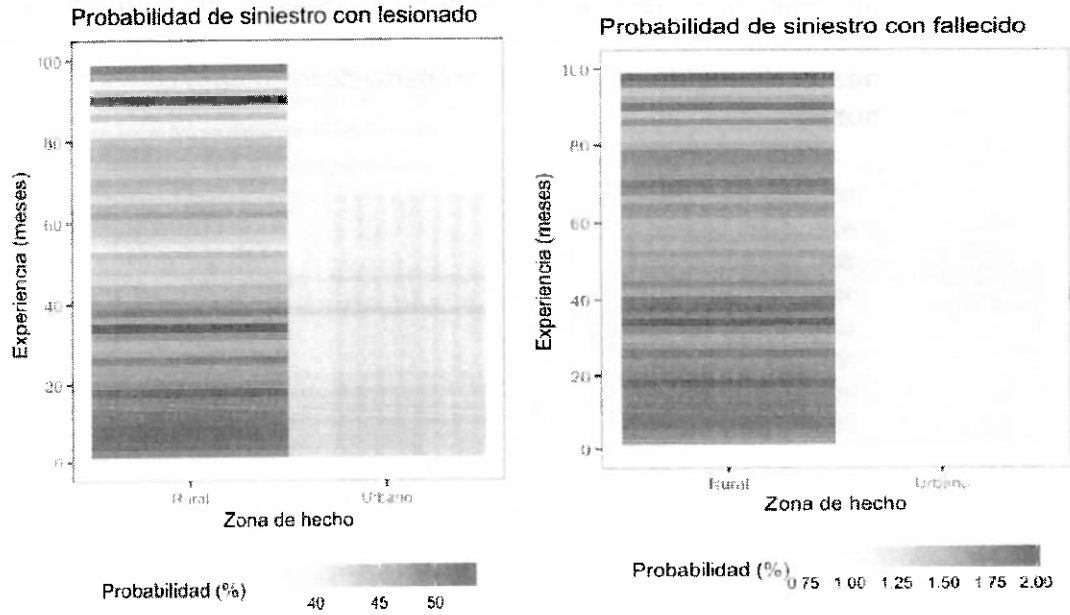 Probabilidad de siniestro con lesionado
100
80
60
40
20
0
Experiencia (meses)
Rural
Urbano
Zona de hecho
Probabilidad (%)
40 45 50
Probabilidad de siniestro con fallecido
100
80
60
40
20
0
Experiencia (meses)
Rural
Urbano
Zona de hecho
Probabilidad (%)
0.75 1.00 1.25 1.50 1.75 2.00